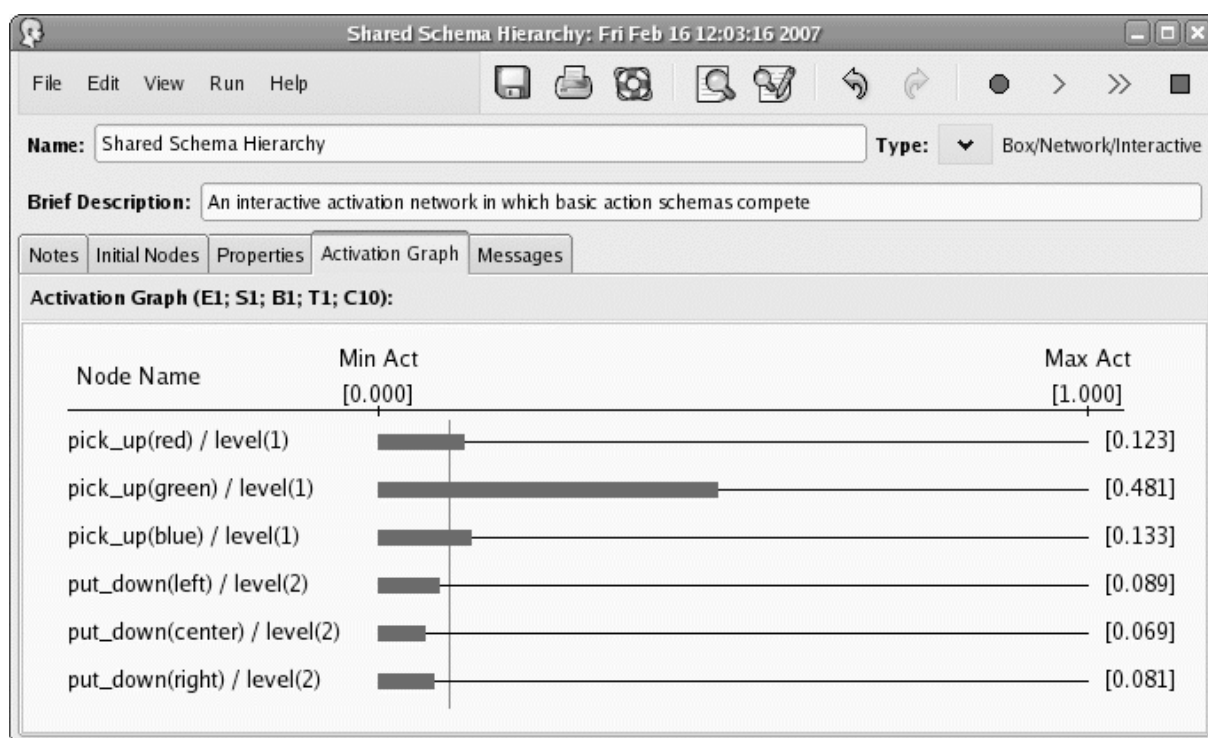 Shared Schema Hierarchy: Fri Feb 16 12:03:16 2007
File Edit View Run Help
Name: Shared Schema Hierarchy Type: Box/Network/Interactive
Brief Description: An interactive activation network in which basic action schemas compete
Notes Initial Nodes Properties Activation Graph Messages
Activation Graph (E1; S1; B1; T1; C10):
Node Name Min Act Max Act
[0.000] [1.000]
pick_up(red) / level(1) [0.123]
pick_up(green) / level(1) [0.481]
pick_up(blue) / level(1) [0.133]
put_down(left) / level(2) [0.089]
put_down(center) / level(2) [0.069]
put_down(right) / level(2) [0.081]